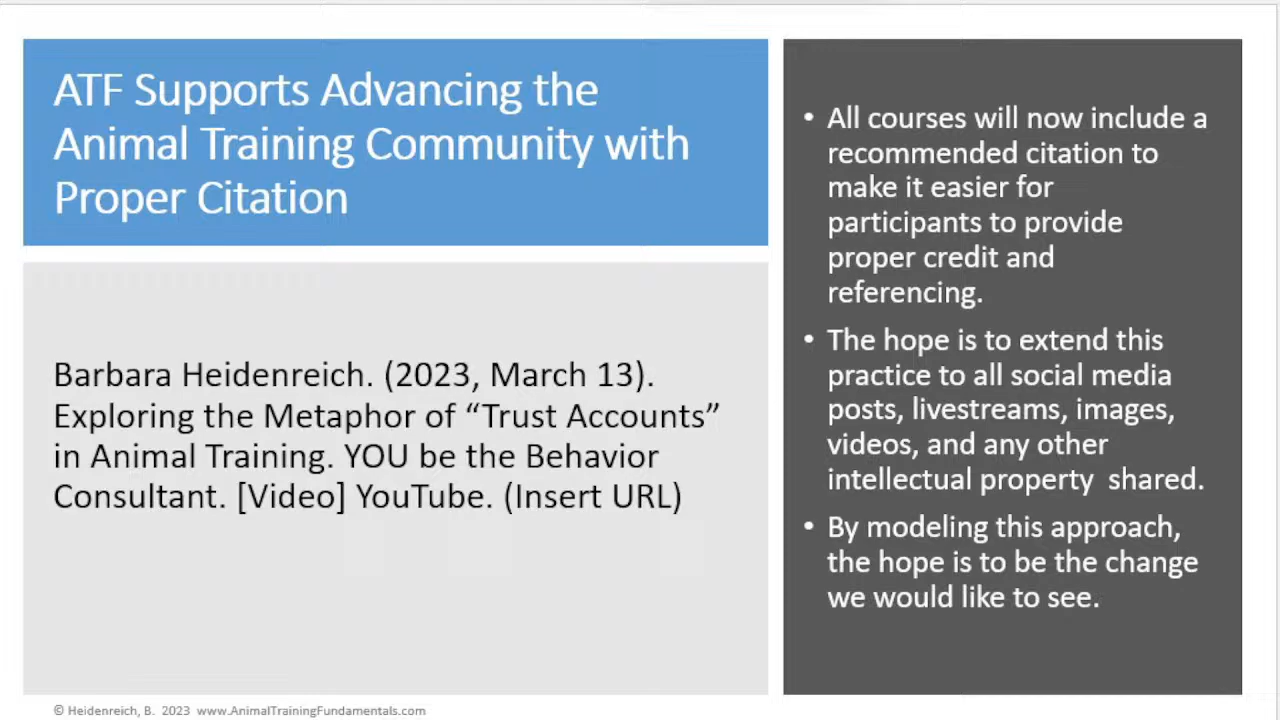 ATF Supports Advancing the
Animal Training Community with
Proper Citation
Barbara Heidenreich. (2023, March 13).
Exploring the Metaphor of “Trust Accounts”
in Animal Training. YOU be the Behavior
Consultant. [Video] YouTube. (Insert URL)
• All courses will now include a
recommended citation to
make it easier for
participants to provide
proper credit and
referencing.
• The hope is to extend this
practice to all social media
posts, livestreams, images,
videos, and any other
intellectual property  shared.
• By modeling this approach,
the hope is to be the change
we would like to see.
© Heidenreich, B.  2023  www.AnimalTrainingFundamentals.com